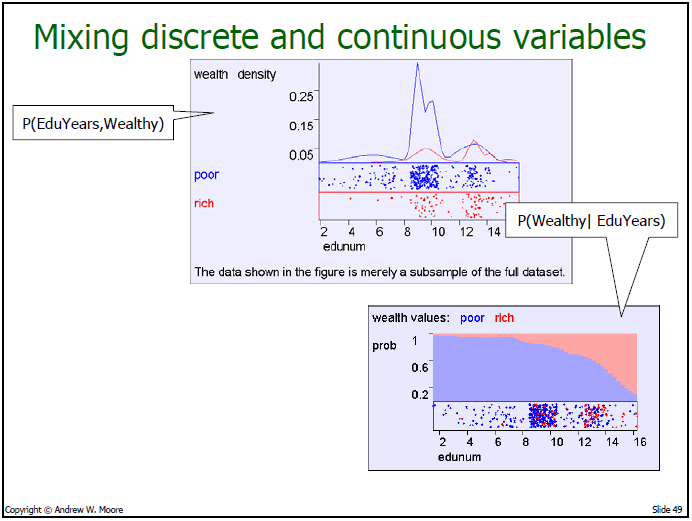 Mixing discrete and continuous variables
P(EduYears,Wealthy)
wealth density
0.25
0.15
0.05
poor
rich
2 4 6 8 10 12 14
edunum
The data shown in the figure is merely a subsample of the full dataset.
P(Wealthy| EduYears)
wealth values: poor rich
prob 1
0.6
0.2
2 4 6 8 10 12 14 16
edunum
Copyright © Andrew W. Moore
Slide 49